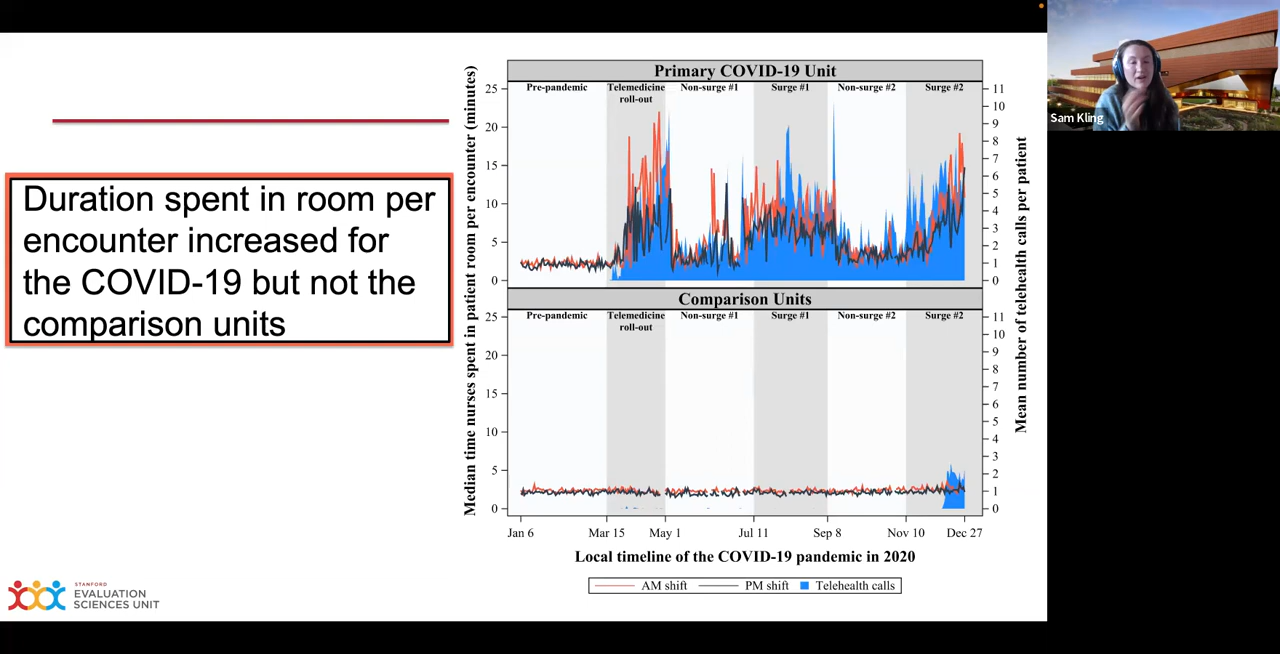 Duration spent in room per
encounter increased for
the COVID-19 but not the
comparison units
STANFORD
EVALUATION
SCIENCES UNIT
Median time nurses spent in patient room per encounter (minutes)
Primary COVID-19 Unit
Pre-pandemic Telemedicine roll-out Non-surge #1 Surge #1 Non-surge #2 Surge #2
25
20
15
10
5
0
11
10
9
8
7
6
5
4
3
2
1
0
Comparison Units
Pre-pandemic Telemedicine roll-out Non-surge #1 Surge #1 Non-surge #2 Surge #2
25
20
15
10
5
0
11
10
9
8
7
6
5
4
3
2
1
0
Mean number of telehealth calls per patient
Jan 6 Mar 15 May 1 Jul 11 Sep 8 Nov 10 Dec 27
Local timeline of the COVID-19 pandemic in 2020
AM shift PM shift Telehealth calls
Sam Kling